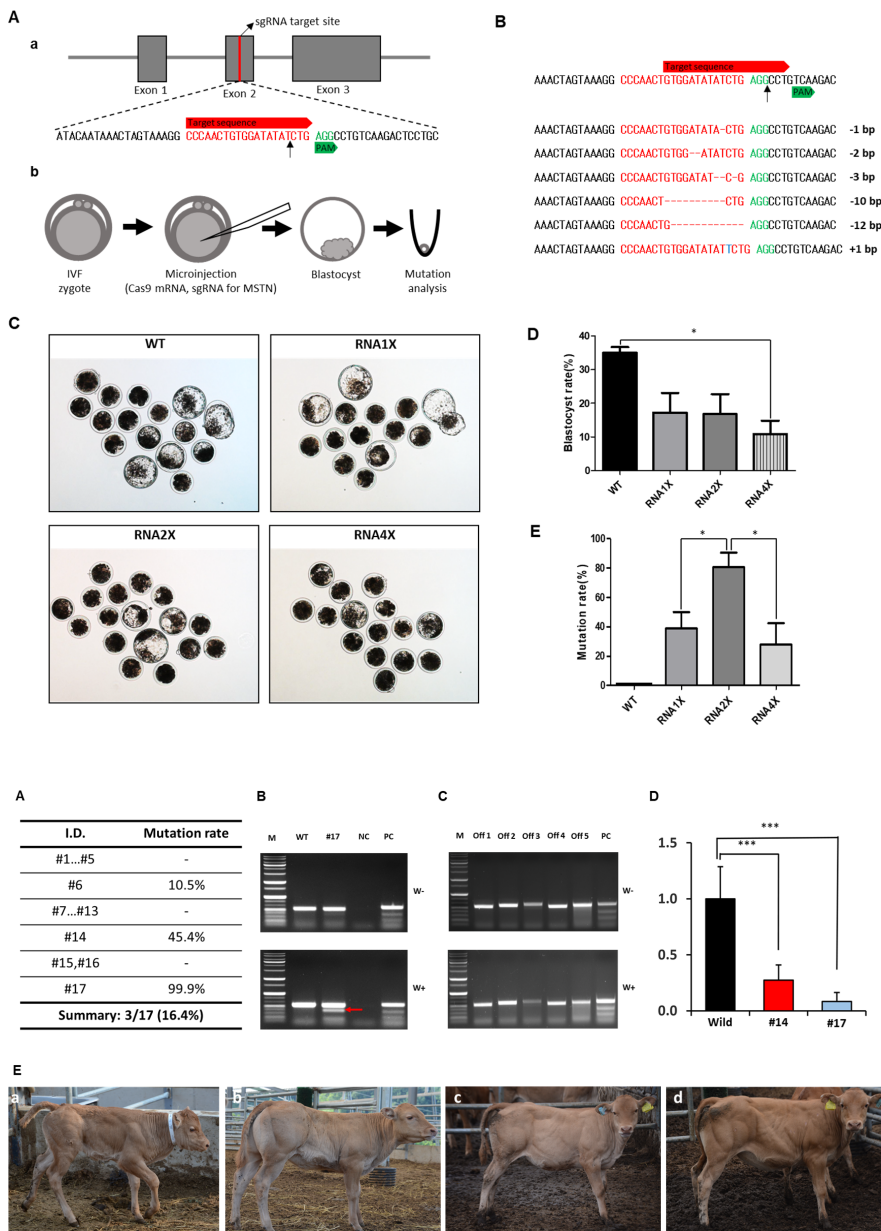 A
sgRNA target site
a
Exon 1
Exon 2
Exon 3
Target sequence
ATACAATAAACTAGTAAAGG CCCAACTGTGGATATATCTG AGGCCTGTCAAGACTCCTGC
PAM
b
IVF
zygote
Microinjection
(Cas9 mRNA, sgRNA for MSTN)
Blastocyst
Mutation
analysis
B
Target sequence
AAACTAGTAAAGG CCCAACTGTGGATATATCTG AGGCCTGTCAAGAC
PAM
AAACTAGTAAAGG CCCAACTGTGGATATA-CTG AGGCCTGTCAAGAC -1 bp
AAACTAGTAAAGG CCCAACTGTGG--ATATCTG AGGCCTGTCAAGAC -2 bp
AAACTAGTAAAGG CCCAACTGTGGATAT--C-G AGGCCTGTCAAGAC -3 bp
AAACTAGTAAAGG CCCAACT----------CTG AGGCCTGTCAAGAC -10 bp
AAACTAGTAAAGG CCCAACTG------------ AGGCCTGTCAAGAC -12 bp
AAACTAGTAAAGG CCCAACTGTGGATATATTCTG AGGCCTGTCAAGAC +1 bp
C
WT
RNA1X
RNA2X
RNA4X
D
*
Blastocyst rate(%)
40
30
20
10
0
WT
RNA1X
RNA2X
RNA4X
E
* *
Mutation rate(%)
100
80
60
40
20
0
WT
RNA1X
RNA2X
RNA4X
A
I.D. Mutation rate
#1...#5 -
#6 10.5%
#7...#13 -
#14 45.4%
#15,#16 -
#17 99.9%
Summary: 3/17 (16.4%)
B
M WT #17 NC PC
W-
W+
C
M Off 1 Off 2 Off 3 Off 4 Off 5 PC
W-
W+
D
***
***
1.5
1.0
0.5
0.0
Wild #14 #17
E
a
b
c
d